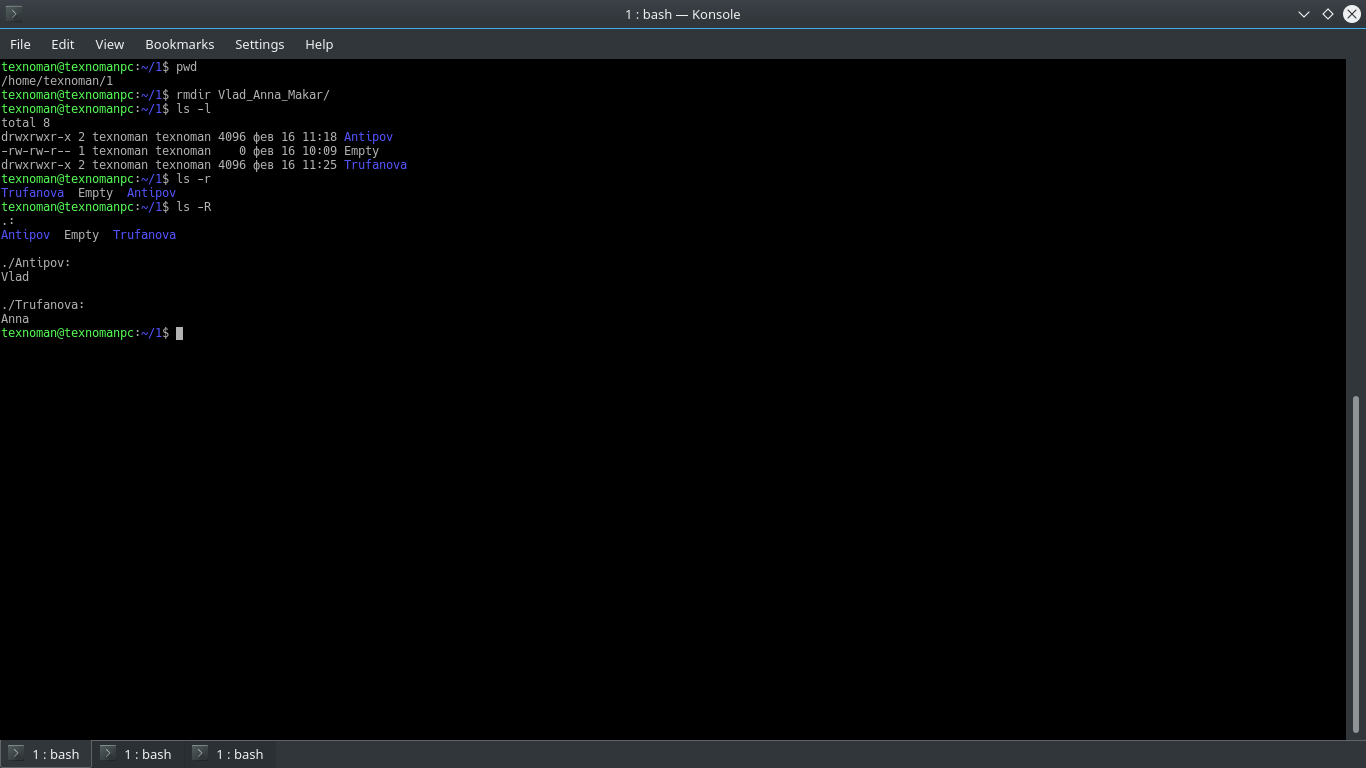 1 : bash — Konsole
File Edit View Bookmarks Settings Help
texnoman@texnomanpc:~/1$ pwd
/home/texnoman/1
texnoman@texnomanpc:~/1$ rmdir Vlad_Anna_Makar/
texnoman@texnomanpc:~/1$ ls -l
total 8
drwxrwxr-x 2 texnoman texnoman 4096 фев 16 11:18 Antipov
-rw-rw-r-- 1 texnoman texnoman    0 фев 16 10:09 Empty
drwxrwxr-x 2 texnoman texnoman 4096 фев 16 11:25 Trufanova
texnoman@texnomanpc:~/1$ ls -r
Trufanova  Empty  Antipov
texnoman@texnomanpc:~/1$ ls -R
.:
Antipov  Empty  Trufanova
./Antipov:
Vlad
./Trufanova:
Anna
texnoman@texnomanpc:~/1$
1 : bash 1 : bash 1 : bash